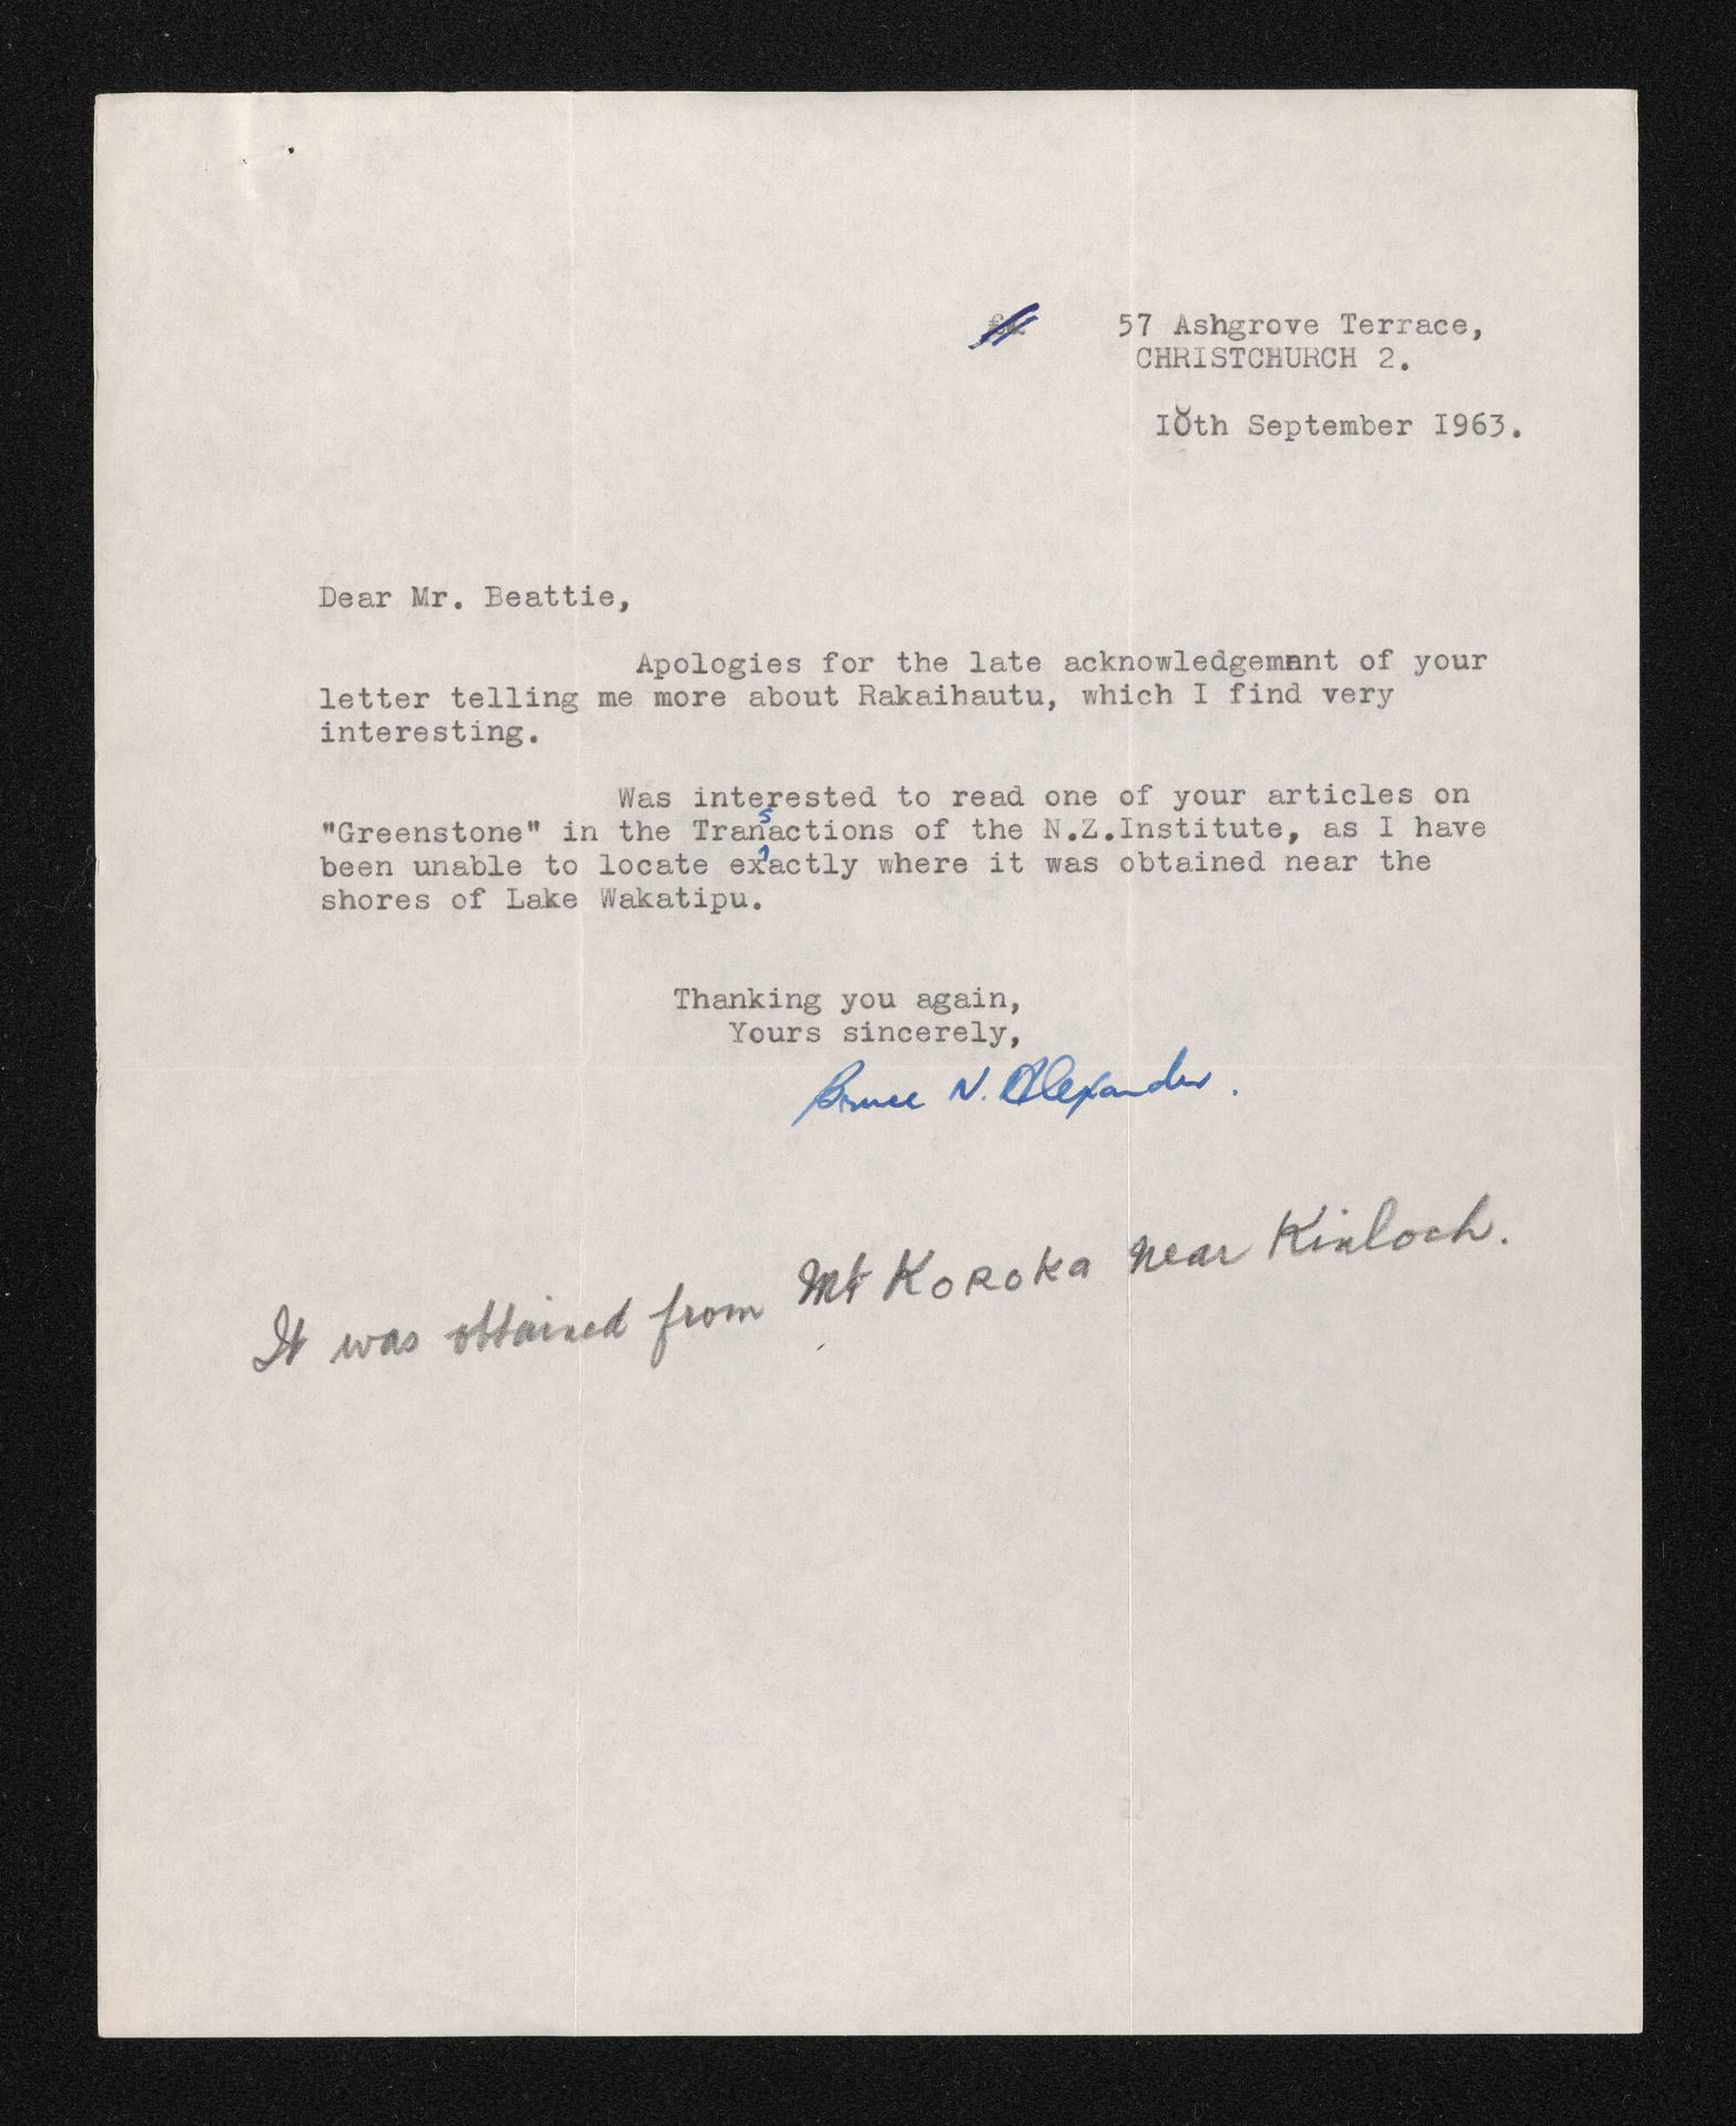 57 Ashgrove Terrace,
CHRISTCHURCH 2.
th September I963.
Dear Mr. Beattie,
Apologies for the late acknowledgemnnt of your
letter telling me more about Rakaihautu, which I find very
interesting.
Was interested to read one of your articles on
"Greenstone" in the Transactions of the N.Z.Institute, as I have
been unable to locate exactly where it was obtained near the
shores of Lake Wakatipu.
Thanking you again,
Yours sincerely,
Bruce N. Alexander.
It was obtained from Mt Koroka near Kinloch.